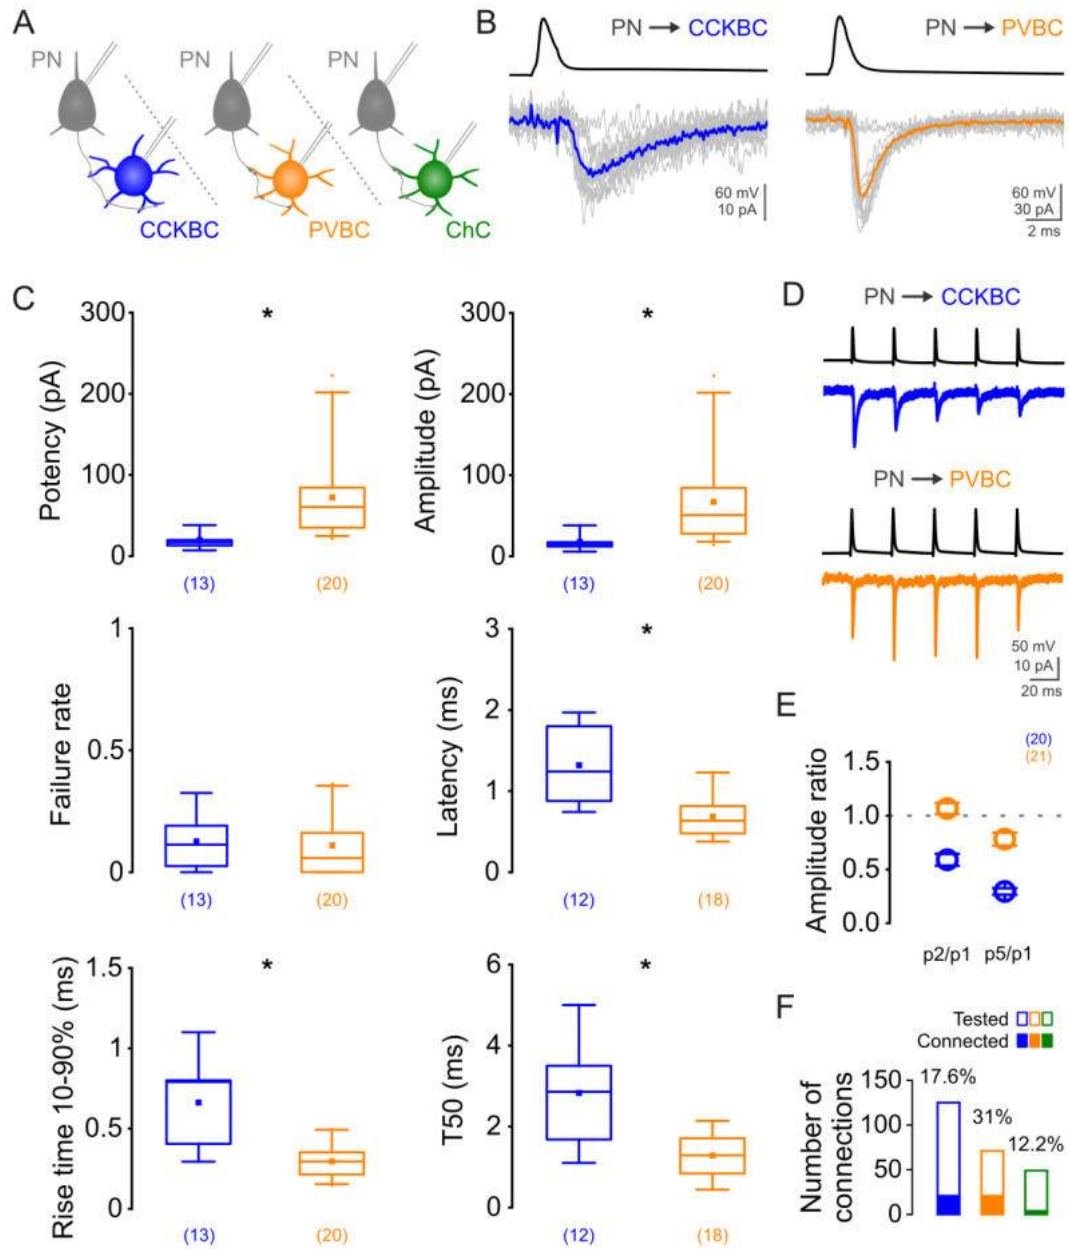 A
PN
PN
PN
CCKBC
PVBC
ChC
B
PN → CCKBC
PN → PVBC
60 mV
10 pA
60 mV
30 pA
2 ms
C
Potency (pA)
300
200
100
0
*
(13)
(20)
Amplitude (pA)
300
200
100
0
*
(13)
(20)
Failure rate
1
0.5
0
(13)
(20)
Latency (ms)
3
2
1
0
*
(12)
(18)
Rise time 10-90% (ms)
1.5
1
0.5
0
*
(13)
(20)
T50 (ms)
6
4
2
0
*
(12)
(18)
D
PN → CCKBC
PN → PVBC
50 mV
10 pA
20 ms
E
(20)
(21)
Amplitude ratio
1.5
1.0
0.5
0.0
p2/p1 p5/p1
F
Tested
Connected
Number of
connections
150
100
50
0
17.6%
31%
12.2%